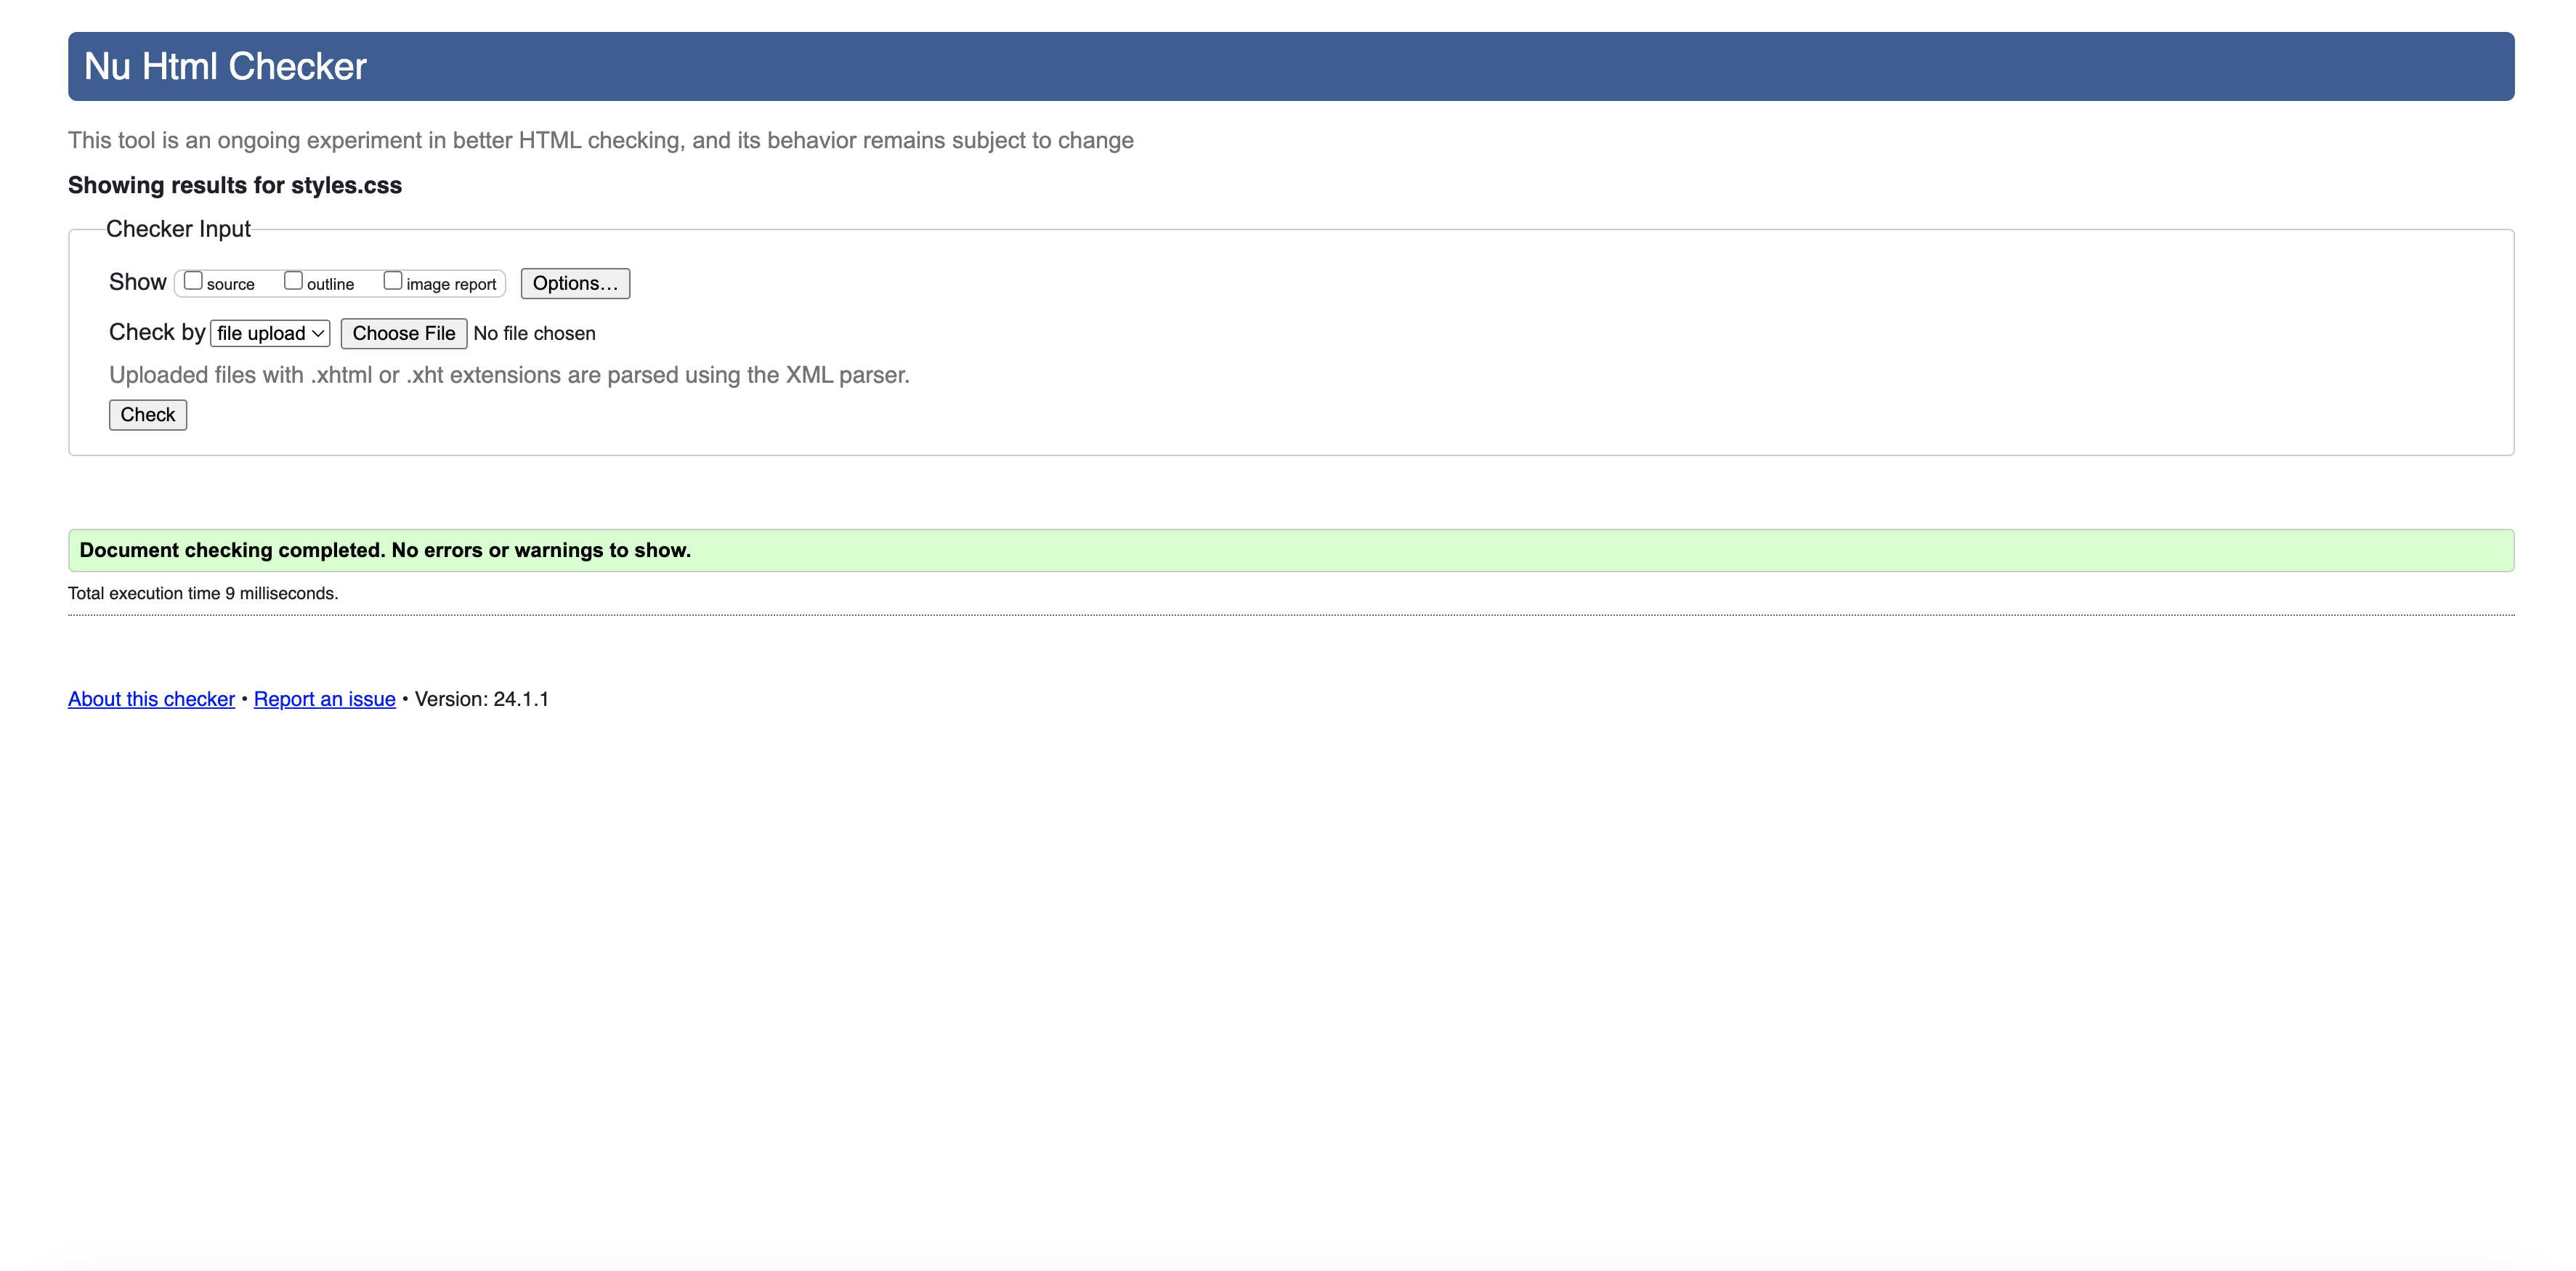 Nu Html Checker
This tool is an ongoing experiment in better HTML checking, and its behavior remains subject to change
Showing results for styles.css
Checker Input
Show source outline image report Options…
Check by file upload Choose File No file chosen
Uploaded files with .xhtml or .xht extensions are parsed using the XML parser.
Check
Document checking completed. No errors or warnings to show.
Total execution time 9 milliseconds.
About this checker • Report an issue • Version: 24.1.1